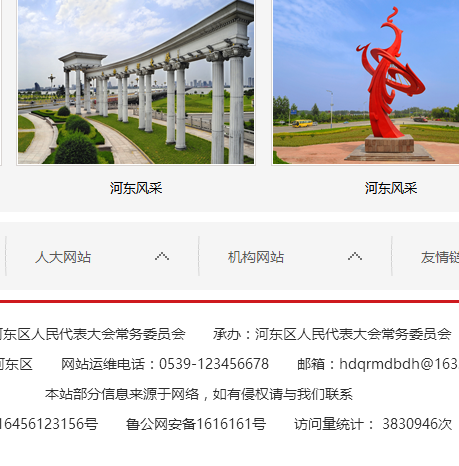 河东风采 河东风采
人大网站 机构网站 友情链
河东区人民代表大会常务委员会 承办：河东区人民代表大会常务委员会
河东区 网站运维电话：0539-123456678 邮箱：hdqrmdbdh@163
本站部分信息来源于网络，如有侵权请与我们联系
16456123156号 鲁公网安备1616161号 访问量统计： 3830946次